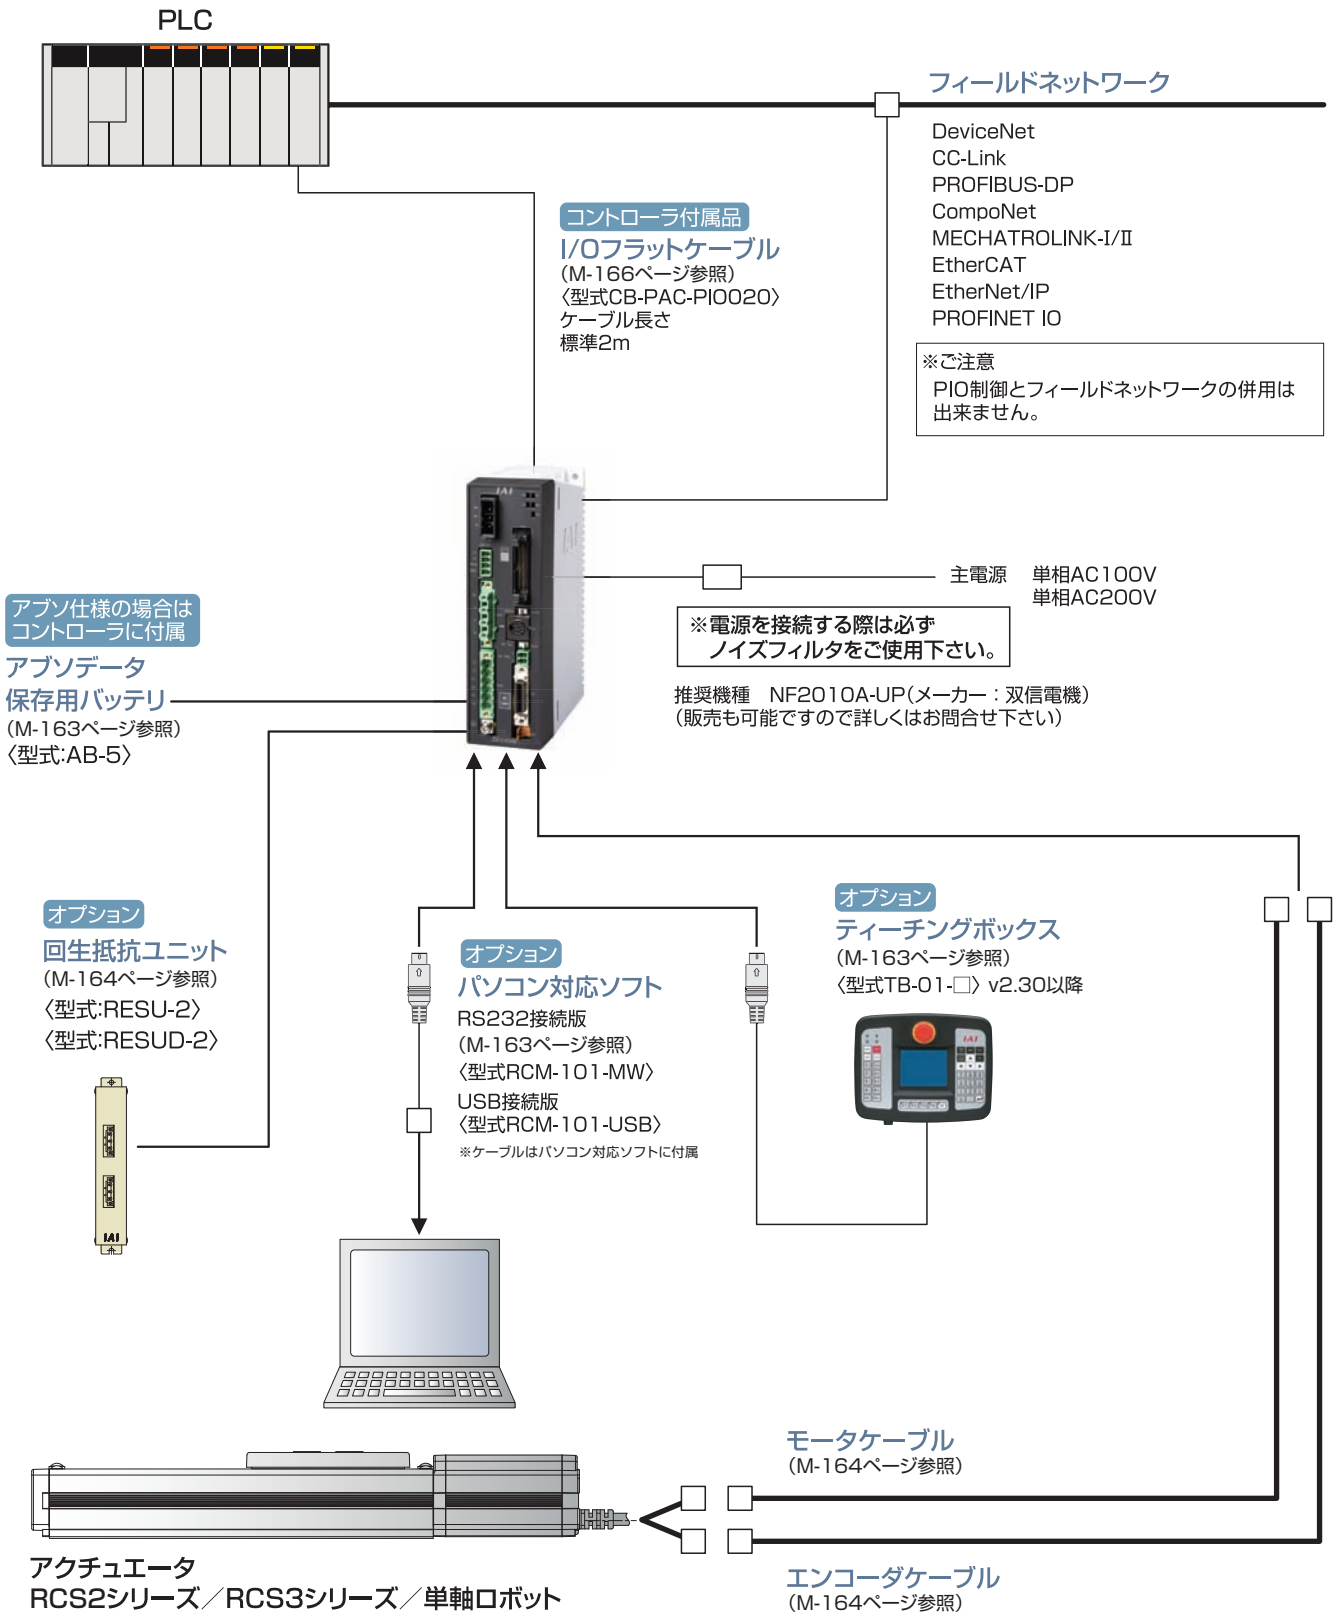 PLC
フィールドネットワーク
DeviceNet
CC-Link
PROFIBUS-DP
CompoNet
MECHATROLINK-I/II
EtherCAT
EtherNet/IP
PROFINET IO
※ご注意
PIO制御とフィールドネットワークの併用は
出来ません。
コントローラ付属品
I/Oフラットケーブル
(M-166ページ参照)
〈型式CB-PAC-PIO020〉
ケーブル長さ
標準2m
IAI
主電源 単相AC100V
単相AC200V
※電源を接続する際は必ず
ノイズフィルタをご使用下さい。
推奨機種 NF2010A-UP(メーカー：双信電機)
(販売も可能ですので詳しくはお問合せ下さい)
アブソ仕様の場合は
コントローラに付属
アブソデータ
保存用バッテリ
(M-163ページ参照)
〈型式:AB-5〉
オプション
回生抵抗ユニット
(M-164ページ参照)
〈型式:RESU-2〉
〈型式:RESUD-2〉
IAI
オプション
パソコン対応ソフト
RS232接続版
(M-163ページ参照)
〈型式RCM-101-MW〉
USB接続版
〈型式RCM-101-USB〉
※ケーブルはパソコン対応ソフトに付属
オプション
ティーチングボックス
(M-163ページ参照)
〈型式TB-01-□〉 v2.30以降
IAI
モータケーブル
(M-164ページ参照)
エンコーダケーブル
(M-164ページ参照)
アクチュエータ
RCS2シリーズ／RCS3シリーズ／単軸ロボット